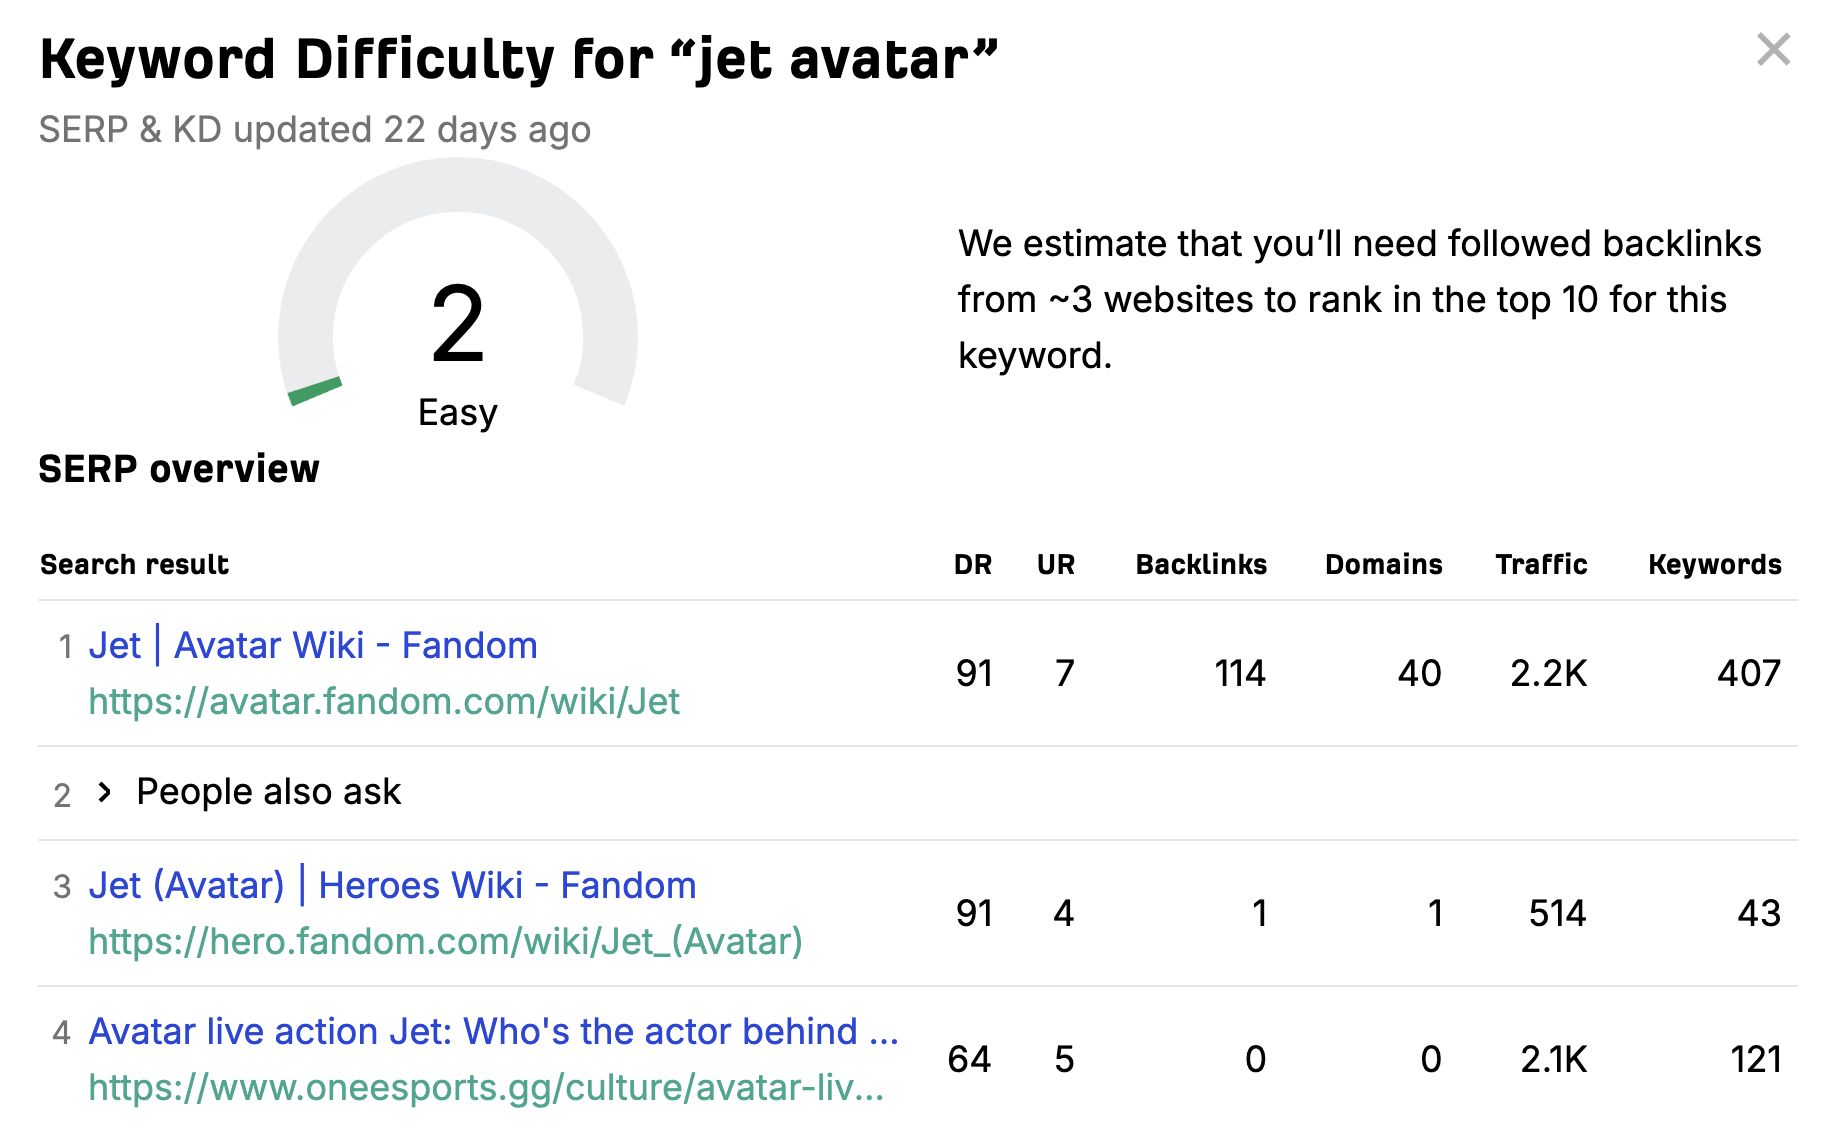 Keyword Difficulty for “jet avatar”
SERP & KD updated 22 days ago
2
Easy
We estimate that you’ll need followed backlinks
from ~3 websites to rank in the top 10 for this
keyword.
SERP overview
Search result DR UR Backlinks Domains Traffic Keywords
1 Jet | Avatar Wiki - Fandom
https://avatar.fandom.com/wiki/Jet
91 7 114 40 2.2K 407
2 People also ask
3 Jet (Avatar) | Heroes Wiki - Fandom
https://hero.fandom.com/wiki/Jet_(Avatar)
91 4 1 1 514 43
4 Avatar live action Jet: Who's the actor behind ...
https://www.oneesports.gg/culture/avatar-liv...
64 5 0 0 2.1K 121